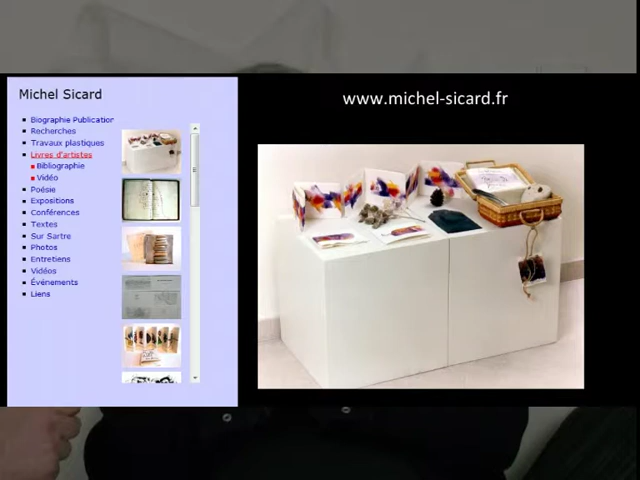 Michel Sicard
www.michel-sicard.fr
Biographie Publication
Recherches
Travaux plastiques
Livres d'artistes
Bibliographie
Vidéo
Poésie
Expositions
Conférences
Textes
Sur Sartre
Photos
Entretiens
Vidéos
Événements
Liens